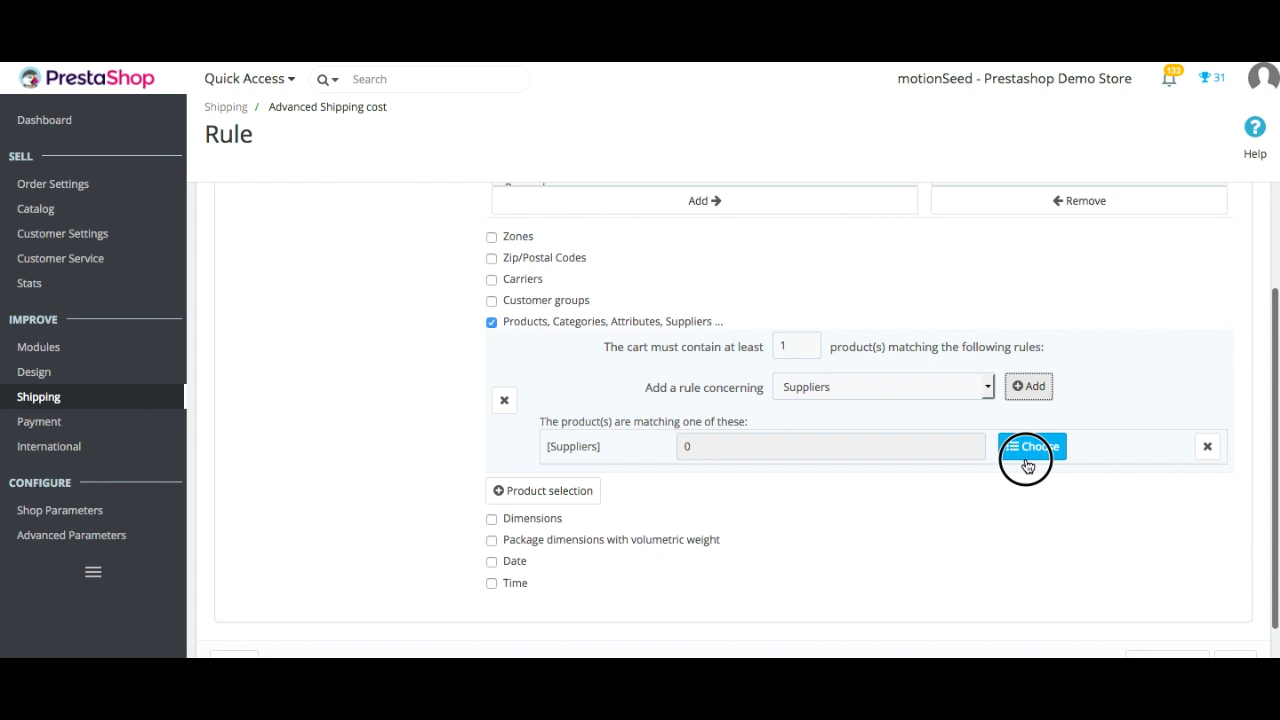 PrestaShop
Quick Access
Search
motionSeed - Prestashop Demo Store
133
31
Shipping / Advanced Shipping cost
Rule
Help
Dashboard
SELL
Order Settings
Catalog
Customer Settings
Customer Service
Stats
IMPROVE
Modules
Design
Shipping
Payment
International
CONFIGURE
Shop Parameters
Advanced Parameters
Add
Remove
Zones
Zip/Postal Codes
Carriers
Customer groups
Products, Categories, Attributes, Suppliers ...
The cart must contain at least 1 product(s) matching the following rules:
Add a rule concerning Suppliers Add
The product(s) are matching one of these:
[Suppliers] 0 Choose
Product selection
Dimensions
Package dimensions with volumetric weight
Date
Time